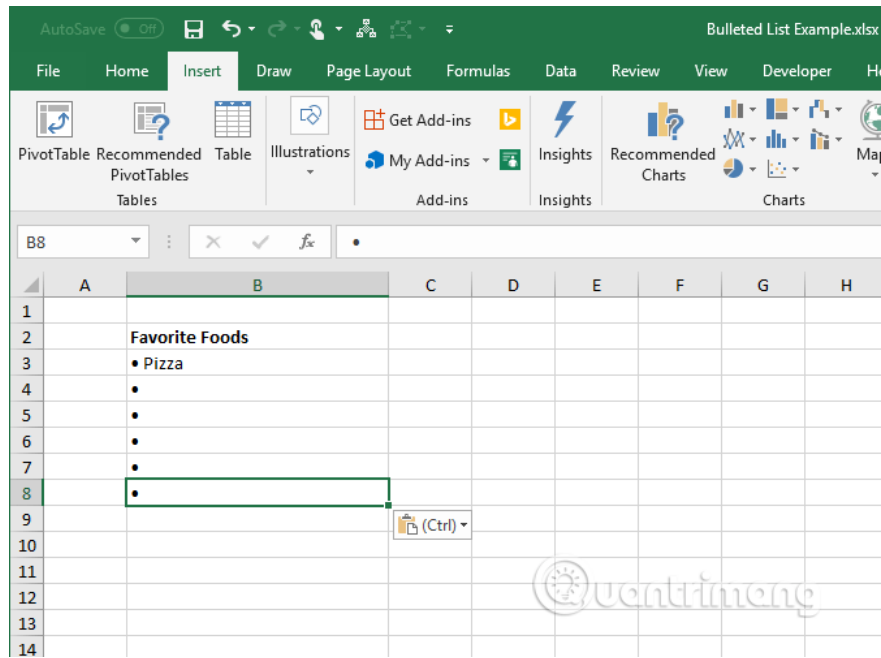 AutoSave Off Bulleted List Example.xlsx
File Home Insert Draw Page Layout Formulas Data Review View Developer
PivotTable Recommended PivotTables Table Illustrations Get Add-ins My Add-ins Insights Recommended Charts
Tables Add-ins Insights Charts
B8 fx •
A B C D E F G H
1
2 Favorite Foods
3 • Pizza
4 •
5 •
6 •
7 •
8 •
9 (Ctrl)
10
11
12 Quantrimang
13
14